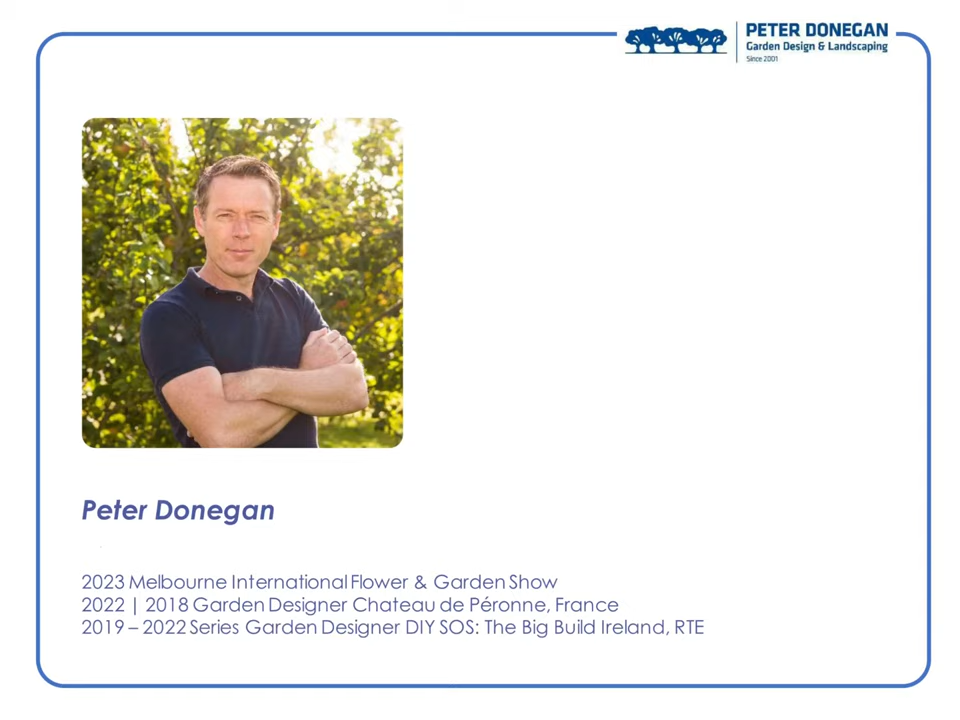 PETER DONEGAN
Garden Design & Landscaping
Since 2001
Peter Donegan
2023 Melbourne International Flower & Garden Show
2022 | 2018 Garden Designer Chateau de Péronne, France
2019 – 2022 Series Garden Designer DIY SOS: The Big Build Ireland, RTE